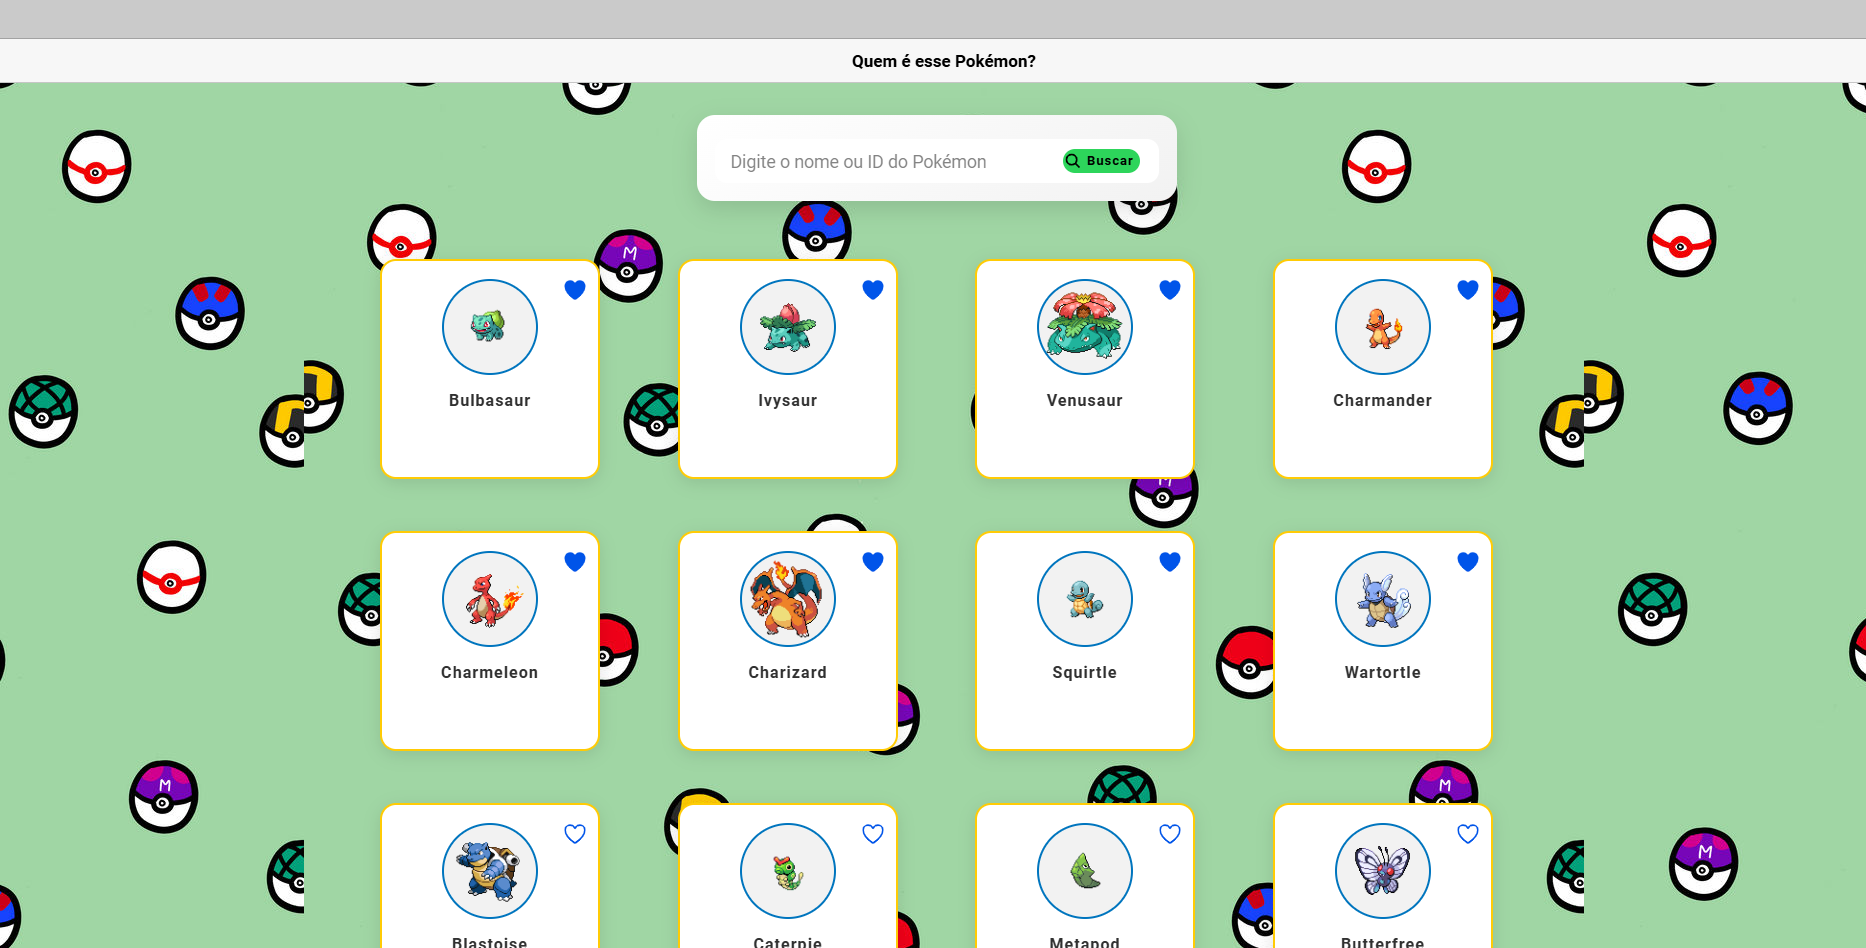 Quem é esse Pokémon?
Digite o nome ou ID do Pokémon
Buscar
M
Bulbasaur
Ivysaur
Venusaur
Charmander
M
Charmeleon
Charizard
Squirtle
Wartortle
M
M
M
Blastoise
Caterpie
Metapod
Butterfree